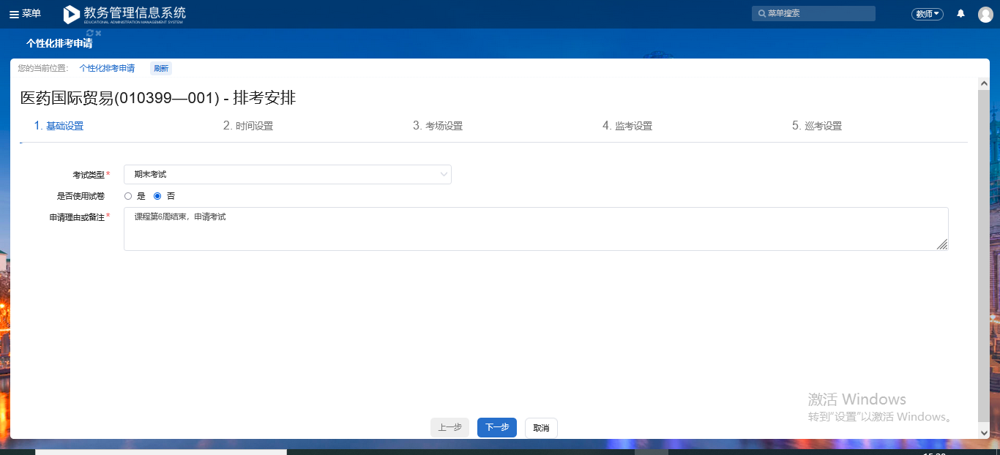 菜单
教务管理信息系统
EDUCATIONAL ADMINISTRATION MANAGEMENT SYSTEM
菜单搜索
教师
个性化排考申请
您的当前位置： 个性化排考申请 刷新
医药国际贸易(010399—001) - 排考安排
1. 基础设置 2. 时间设置 3. 考场设置 4. 监考设置 5. 巡考设置
考试类型* 期末考试
是否使用试卷 是 否
申请理由或备注* 课程第6周结束，申请考试
激活 Windows
转到“设置”以激活 Windows。
上一步 下一步 取消